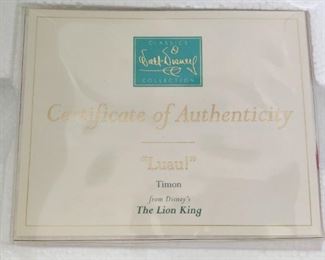 CLASSICS
Walt Disney
COLLECTION
Certificate of Authenticity
"Luau!"
Timon
from Disney's
The Lion King